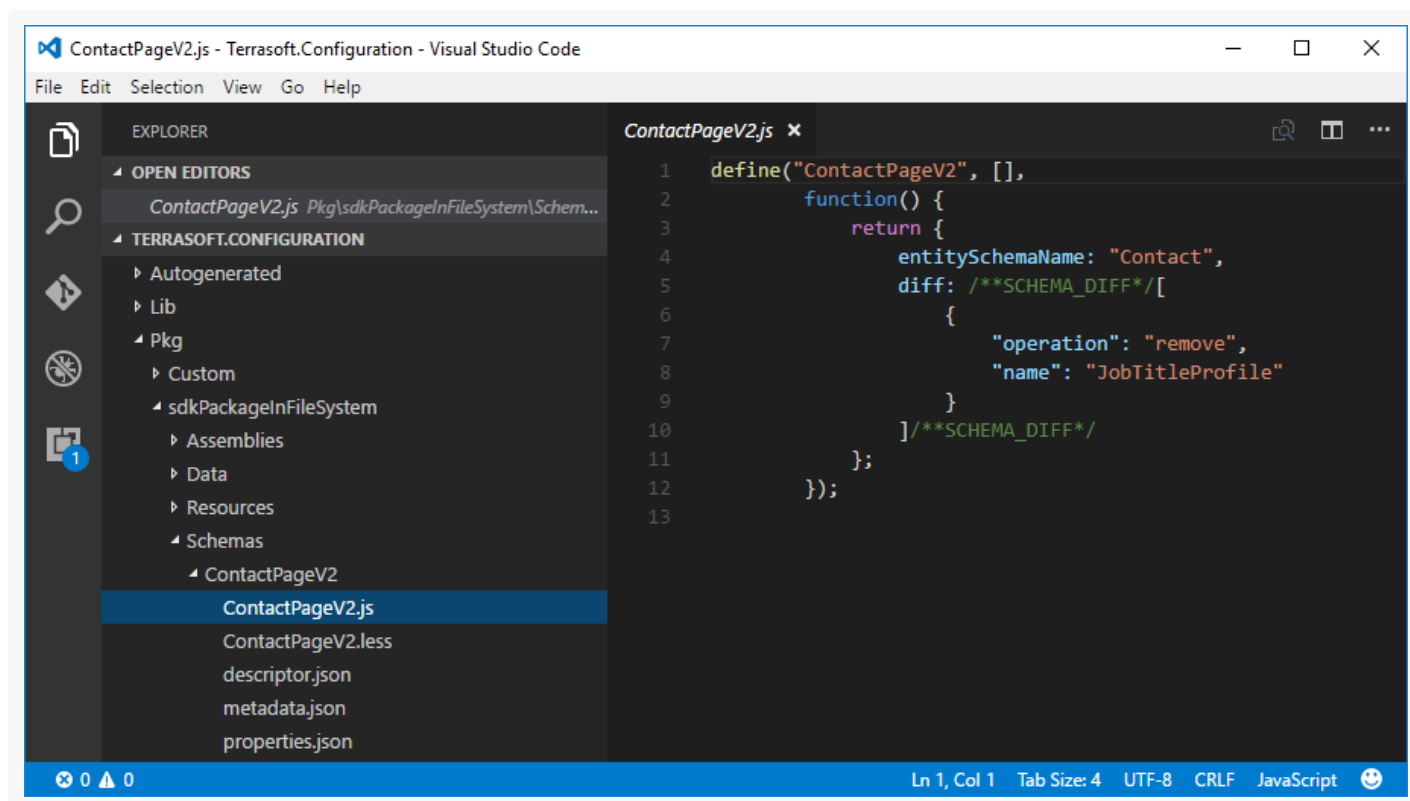 ContactPageV2.js - Terrasoft.Configuration - Visual Studio Code
File Edit Selection View Go Help
EXPLORER
OPEN EDITORS
ContactPageV2.js Pkg\sdkPackageInFileSystem\Schem...
TERRASOFT.CONFIGURATION
Autogenerated
Lib
Pkg
Custom
sdkPackageInFileSystem
Assemblies
Data
Resources
Schemas
ContactPageV2
ContactPageV2.js
ContactPageV2.less
descriptor.json
metadata.json
properties.json
1
ContactPageV2.js
1 define("ContactPageV2", [],
2 function() {
3 return {
4 entitySchemaName: "Contact",
5 diff: /**SCHEMA_DIFF*/[
6 {
7 "operation": "remove",
8 "name": "JobTitleProfile"
9 }
10 ]/**SCHEMA_DIFF*/
11 };
12 });
13
0 0 Ln 1, Col 1 Tab Size: 4 UTF-8 CRLF JavaScript